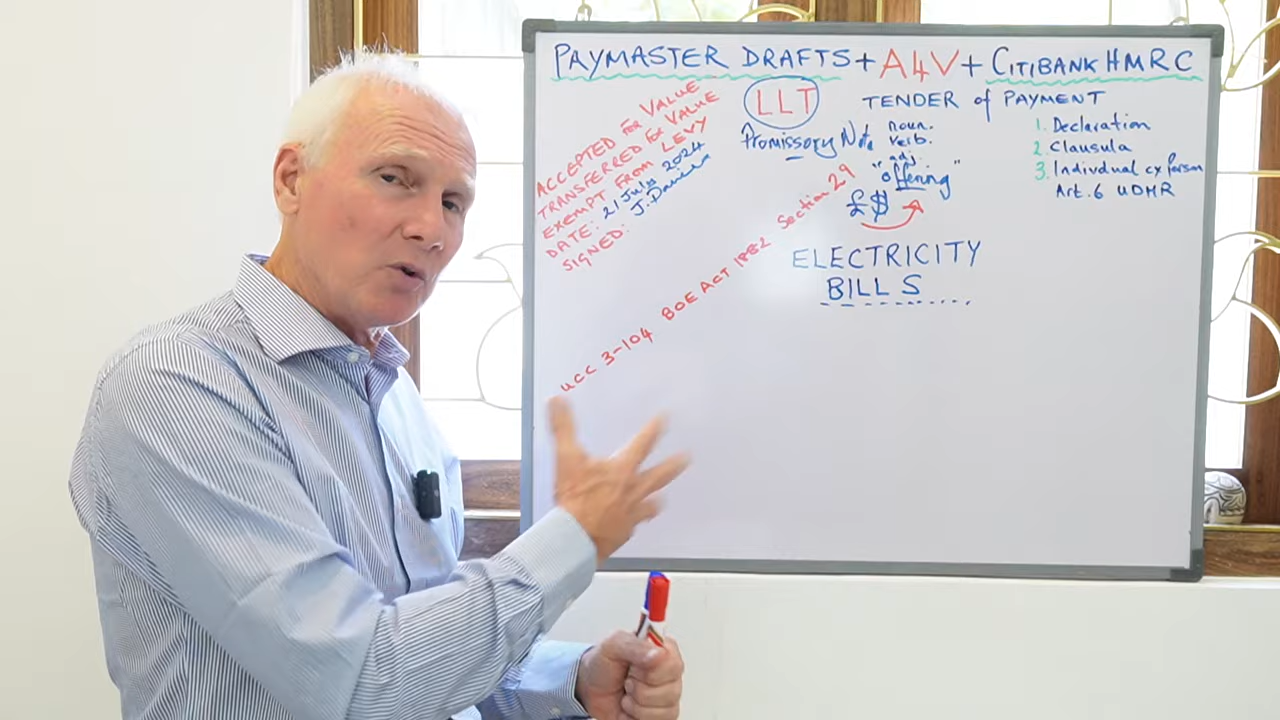 PAYMASTER DRAFTS + A4V + CITIBANK HMRC
ACCEPTED FOR VALUE
TRANSFERRED FOR VALUE
EXEMPT FROM LEVY
DATE: 21 July 2024
SIGNED: J. Davies
LLT
Promissory Note
TENDER of PAYMENT
noun.
verb.
adj.
"offering"
£$
1. Declaration
2. Clausula
3. Individual cx person
Art. 6 UDHR
UCC 3-104 BOE ACT 1882 Section 29
ELECTRICITY
BILLS